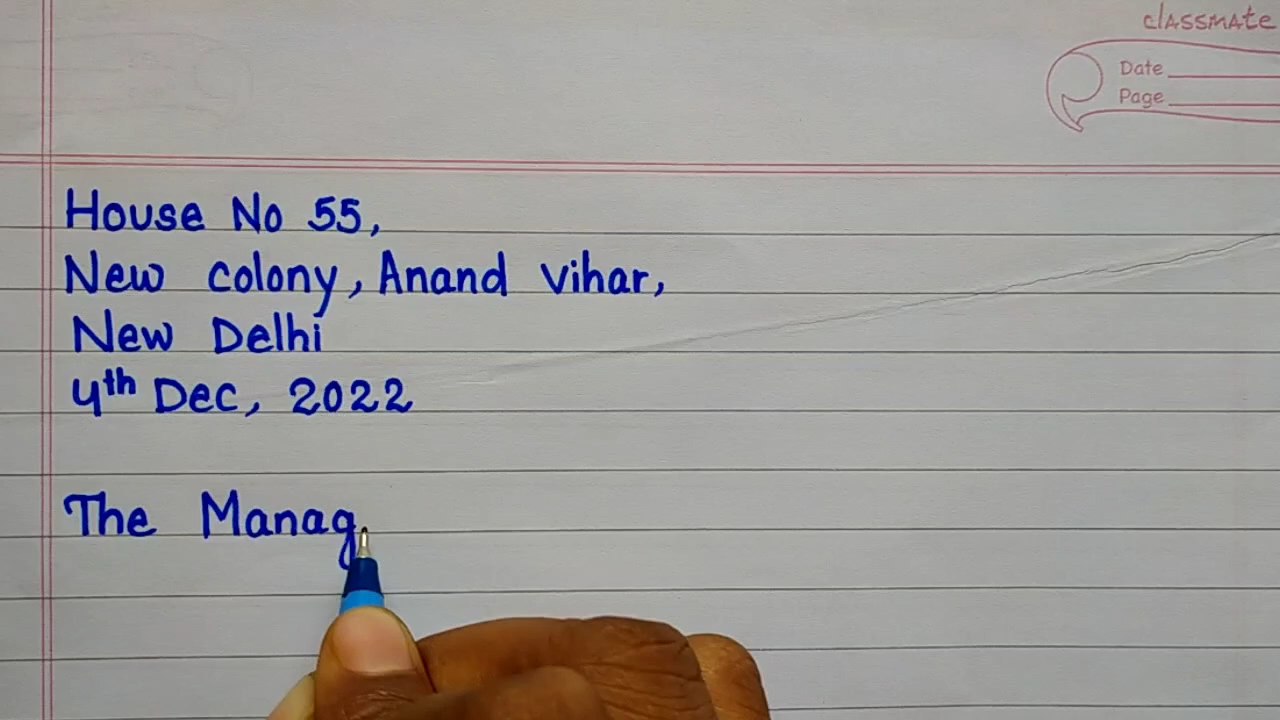 classmate
Date
Page
House No 55,
New colony, Anand vihar,
New Delhi
4th Dec, 2022
The Manag